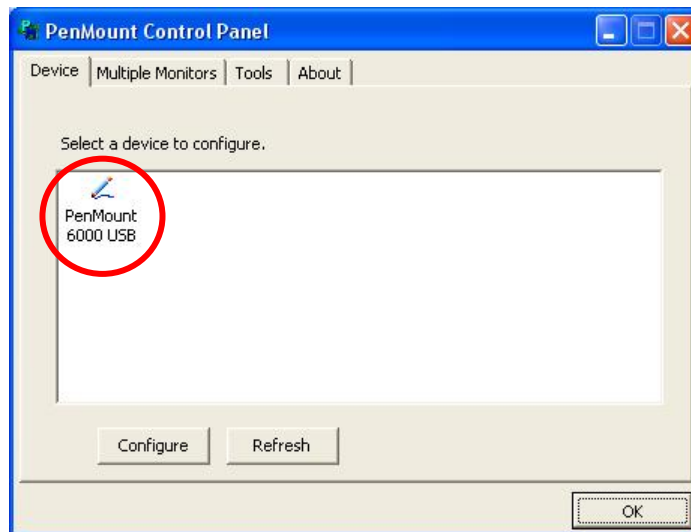 PenMount Control Panel
Device Multiple Monitors Tools About
Select a device to configure.
PenMount
6000 USB
Configure Refresh
OK